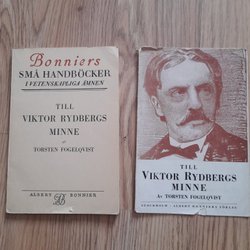 Bonniers
SMÅ HANDBÖCKER
I VETENSKAPLIGA ÄMNEN
TILL
VIKTOR RYDBERGS
MINNE
af
TORSTEN FOGELQVIST
ALBERT BONNIER
TILL
VIKTOR RYDBERGS
MINNE
Av TORSTEN FOGELQVIST
STOCKHOLM · ALBERT BONNIERS FÖRLAG